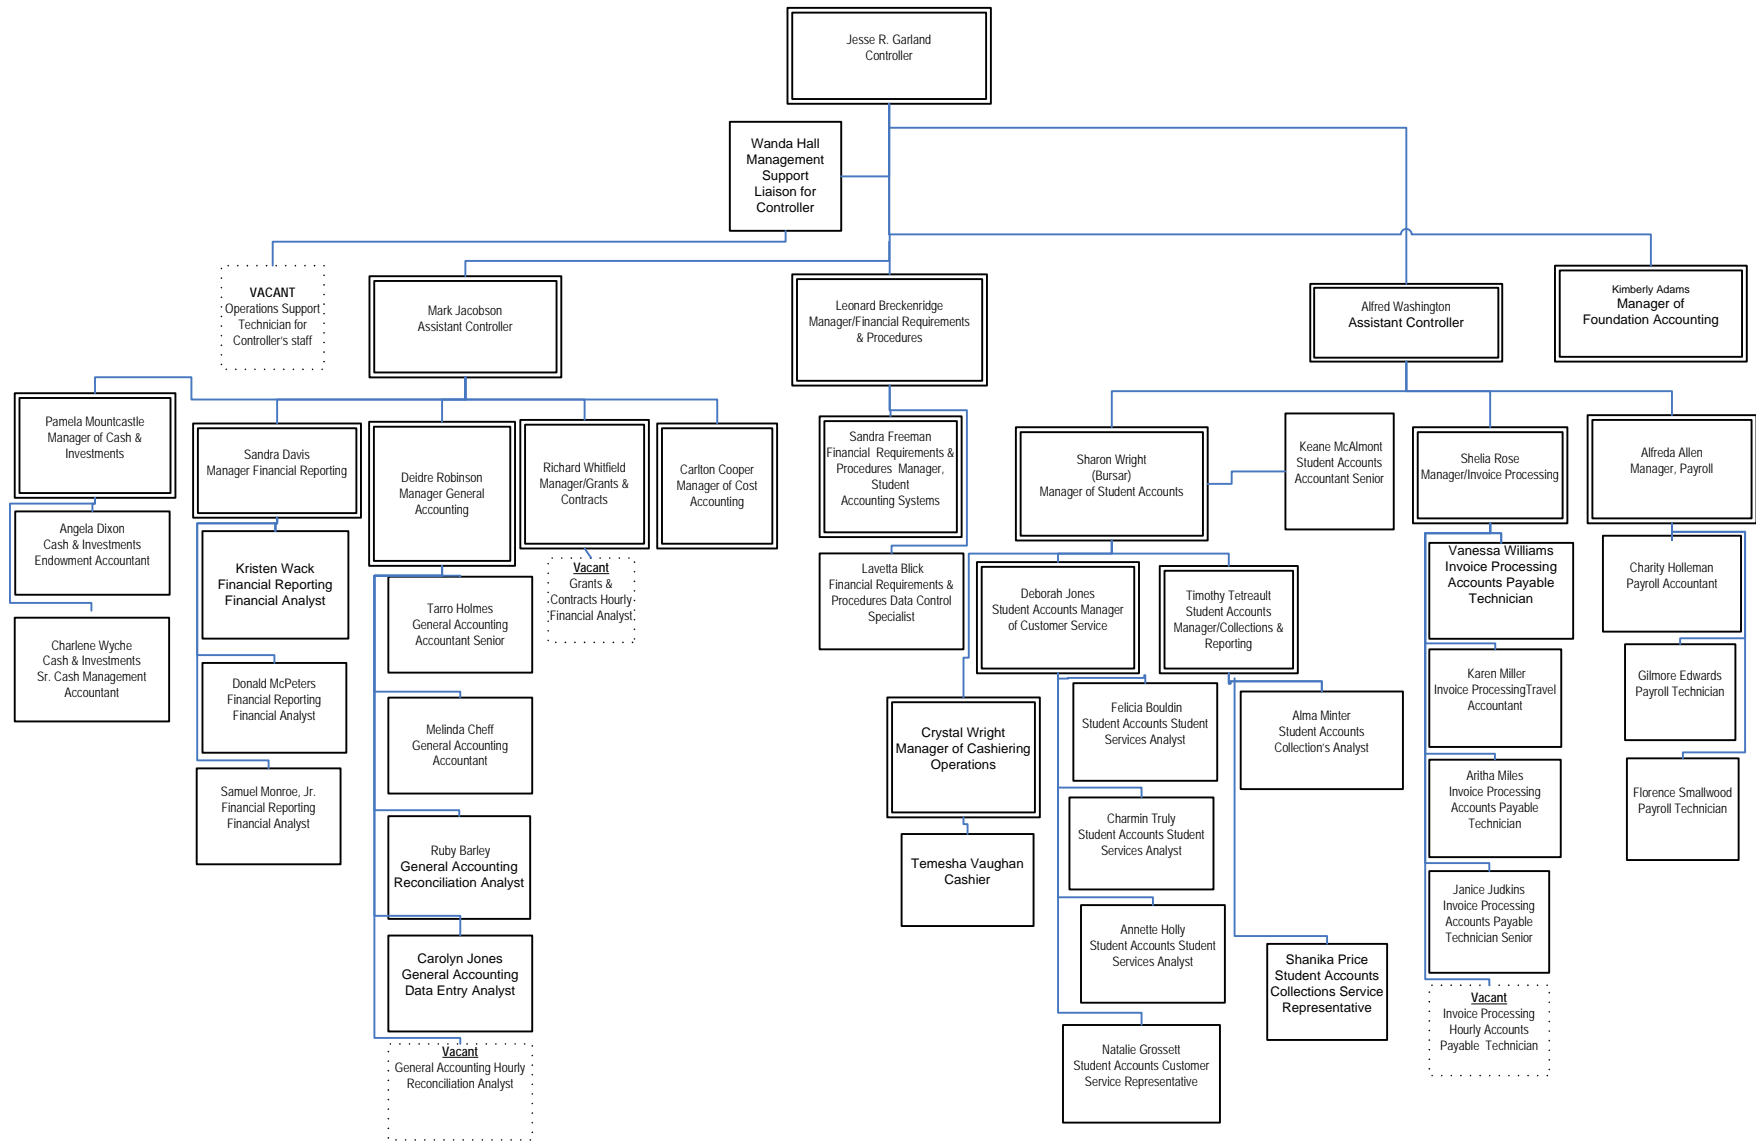 Jesse R. Garland
Controller
Wanda Hall
Management
Support
Liaison for
Controller
VACANT
Operations Support
Technician for
Controller's staff
Mark Jacobson
Assistant Controller
Leonard Breckenridge
Manager/Financial Requirements
& Procedures
Alfred Washington
Assistant Controller
Kimberly Adams
Manager of
Foundation Accounting
Pamela Mountcastle
Manager of Cash &
Investments
Sandra Davis
Manager Financial Reporting
Deidre Robinson
Manager General
Accounting
Richard Whitfield
Manager/Grants &
Contracts
Carlton Cooper
Manager of Cost
Accounting
Sandra Freeman
Financial Requirements &
Procedures Manager,
Student
Accounting Systems
Sharon Wright
(Bursar)
Manager of Student Accounts
Keane McAlmont
Student Accounts
Accountant Senior
Shelia Rose
Manager/Invoice Processing
Alfreda Allen
Manager, Payroll
Angela Dixon
Cash & Investments
Endowment Accountant
Charlene Wyche
Cash & Investments
Sr. Cash Management
Accountant
Kristen Wack
Financial Reporting
Financial Analyst
Donald McPeters
Financial Reporting
Financial Analyst
Samuel Monroe, Jr.
Financial Reporting
Financial Analyst
Tarro Holmes
General Accounting
Accountant Senior
Melinda Cheff
General Accounting
Accountant
Ruby Barley
General Accounting
Reconciliation Analyst
Carolyn Jones
General Accounting
Data Entry Analyst
Vacant
General Accounting Hourly
Reconciliation Analyst
Vacant
Grants &
Contracts Hourly
Financial Analyst
Lavetta Blick
Financial Requirements &
Procedures Data Control
Specialist
Crystal Wright
Manager of Cashiering
Operations
Temesha Vaughan
Cashier
Deborah Jones
Student Accounts Manager
of Customer Service
Felicia Bouldin
Student Accounts Student
Services Analyst
Charmin Truly
Student Accounts Student
Services Analyst
Annette Holly
Student Accounts Student
Services Analyst
Natalie Grossett
Student Accounts Customer
Service Representative
Timothy Tetreault
Student Accounts
Manager/Collections &
Reporting
Alma Minter
Student Accounts
Collection's Analyst
Shanika Price
Student Accounts
Collections Service
Representative
Vanessa Williams
Invoice Processing
Accounts Payable
Technician
Karen Miller
Invoice ProcessingTravel
Accountant
Aritha Miles
Invoice Processing
Accounts Payable
Technician
Janice Judkins
Invoice Processing
Accounts Payable
Technician Senior
Vacant
Invoice Processing
Hourly Accounts
Payable Technician
Charity Holleman
Payroll Accountant
Gilmore Edwards
Payroll Technician
Florence Smallwood
Payroll Technician